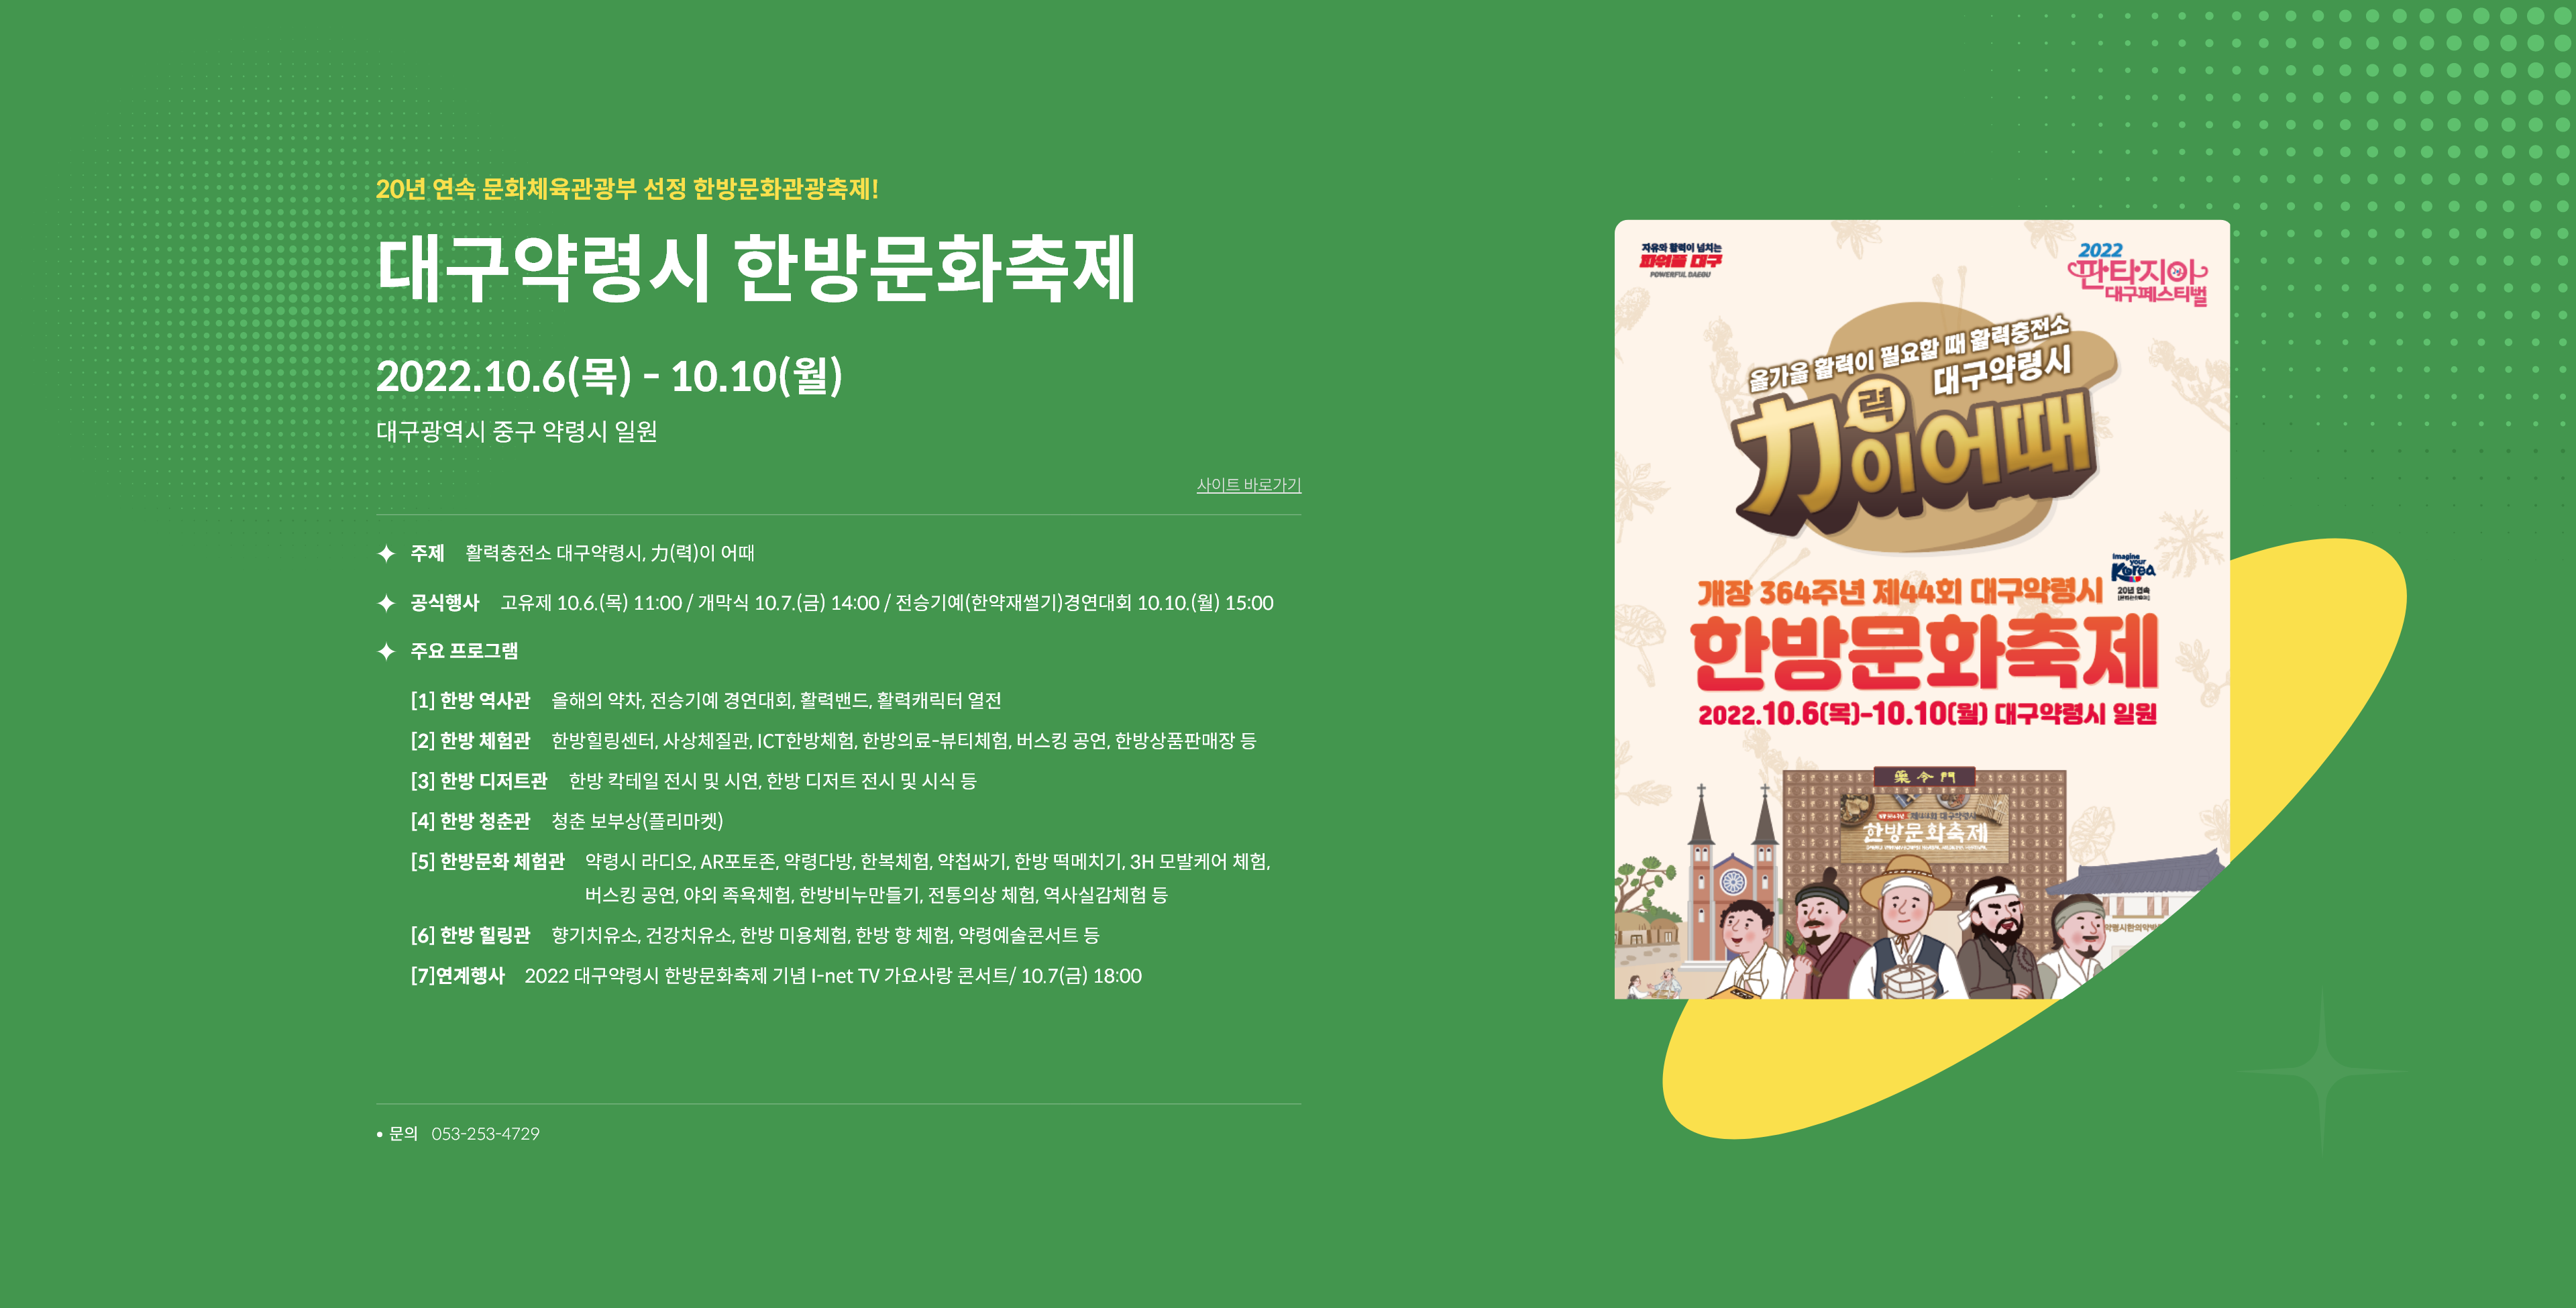 20년 연속 문화체육관광부 선정 한방문화관광축제!
대구약령시 한방문화축제
2022.10.6(목) - 10.10(월)
대구광역시 중구 약령시 일원
사이트 바로가기
주제 활력충전소 대구약령시, 力(력)이 어때
공식행사 고유제 10.6.(목) 11:00 / 개막식 10.7.(금) 14:00 / 전승기예(한약재썰기)경연대회 10.10.(월) 15:00
주요 프로그램
[1] 한방 역사관 올해의 약차, 전승기예 경연대회, 활력밴드, 활력캐릭터 열전
[2] 한방 체험관 한방힐링센터, 사상체질관, ICT한방체험, 한방의료-뷰티체험, 버스킹 공연, 한방상품판매장 등
[3] 한방 디저트관 한방 칵테일 전시 및 시연, 한방 디저트 전시 및 시식 등
[4] 한방 청춘관 청춘 보부상(플리마켓)
[5] 한방문화 체험관 약령시 라디오, AR포토존, 약령다방, 한복체험, 약첩싸기, 한방 떡메치기, 3H 모발케어 체험,
버스킹 공연, 야외 족욕체험, 한방비누만들기, 전통의상 체험, 역사실감체험 등
[6] 한방 힐링관 향기치유소, 건강치유소, 한방 미용체험, 한방 향 체험, 약령예술콘서트 등
[7]연계행사 2022 대구약령시 한방문화축제 기념 I-net TV 가요사랑 콘서트/ 10.7(금) 18:00
• 문의 053-253-4729
자유와 활력이 넘치는
파워풀 대구
POWERFUL DAEGU
2022
판타지아
대구페스티벌
올가을 활력이 필요할 때 활력충전소
대구약령시
力이어때
력
Imagine
your
Korea
20년 연속
개장 364주년 제44회 대구약령시
한방문화축제
2022.10.6(목)-10.10(월) 대구약령시 일원
藥令門
제44회 대구약령시
한방문화축제